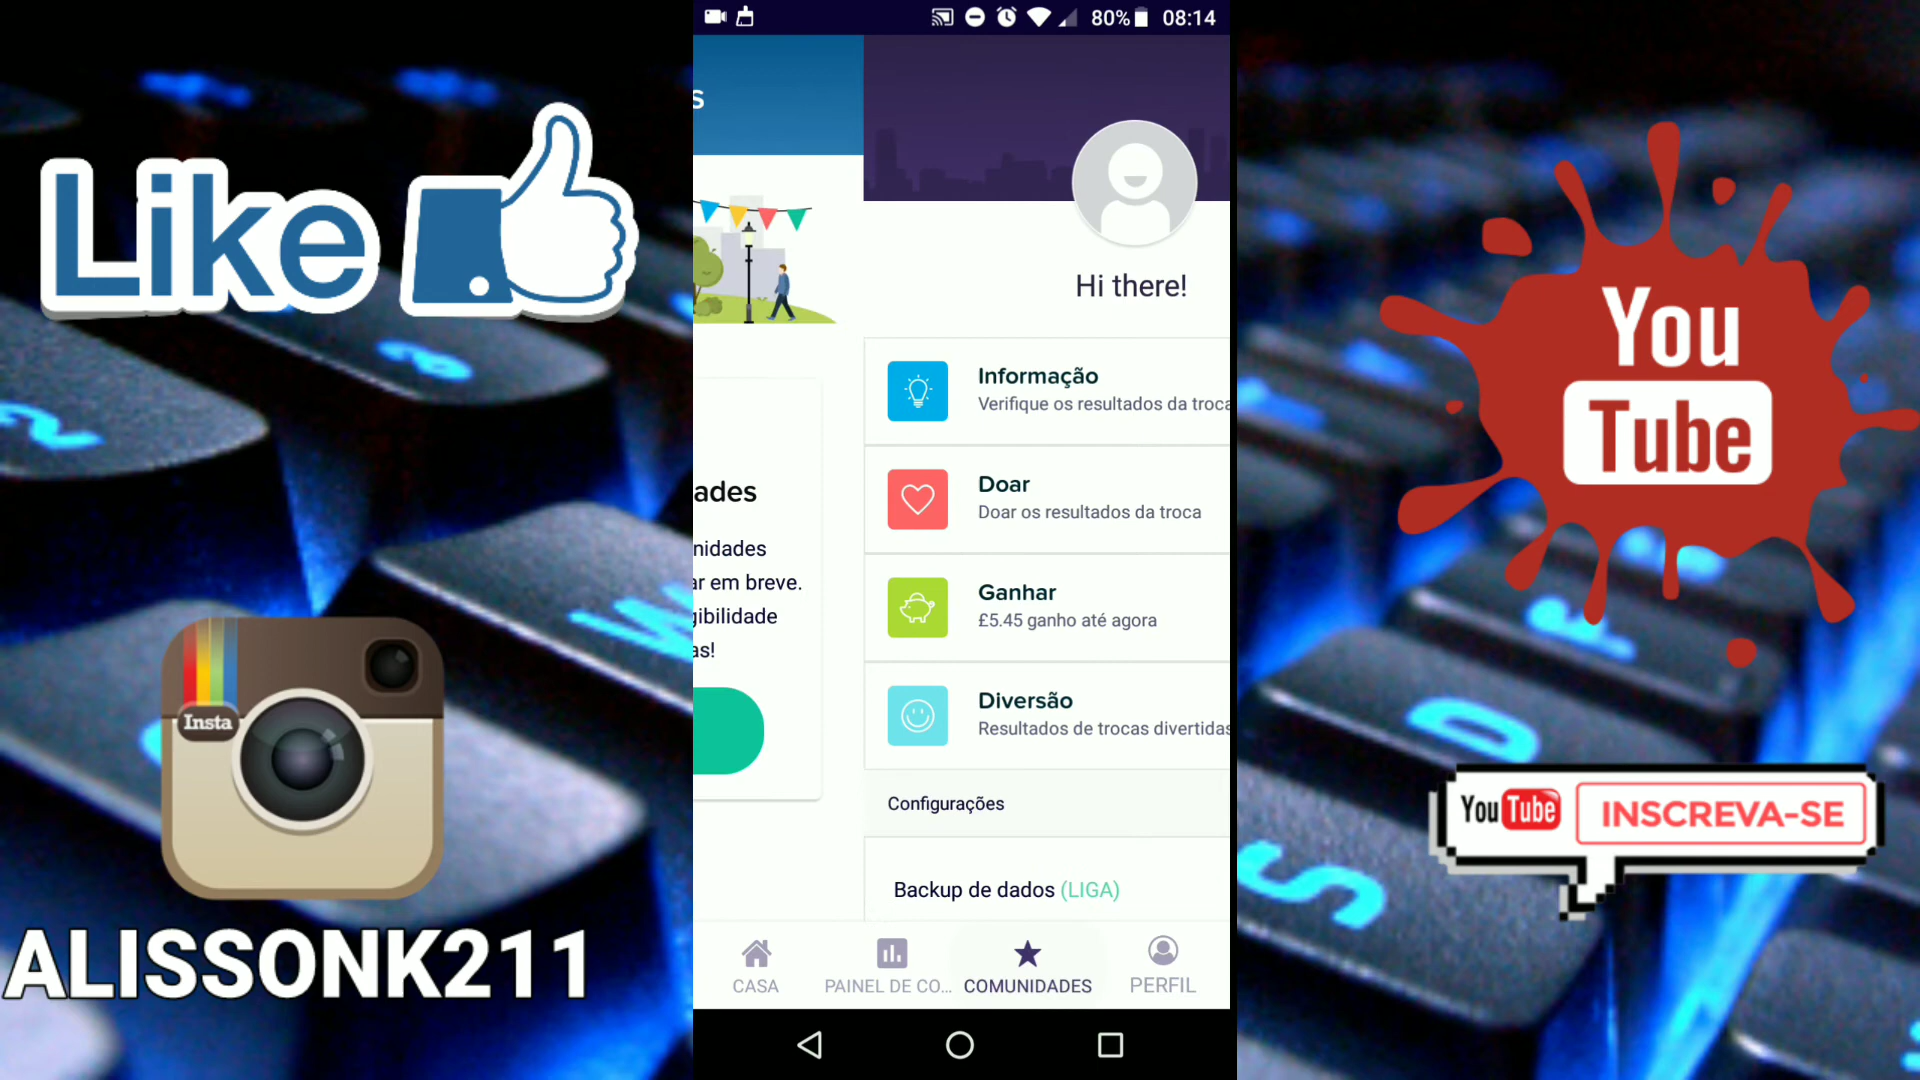 Like
Insta
ALISSONK211
80% 08:14
s
ades
nidades
ar em breve.
gibilidade
as!
Hi there!
Informação
Verifique os resultados da troca
Doar
Doar os resultados da troca
Ganhar
£5.45 ganho até agora
Diversão
Resultados de trocas divertidas
Configurações
Backup de dados (LIGA)
CASA
PAINEL DE CO...
COMUNIDADES
PERFIL
You
Tube
YouTube INSCREVA-SE
2
W
D
S